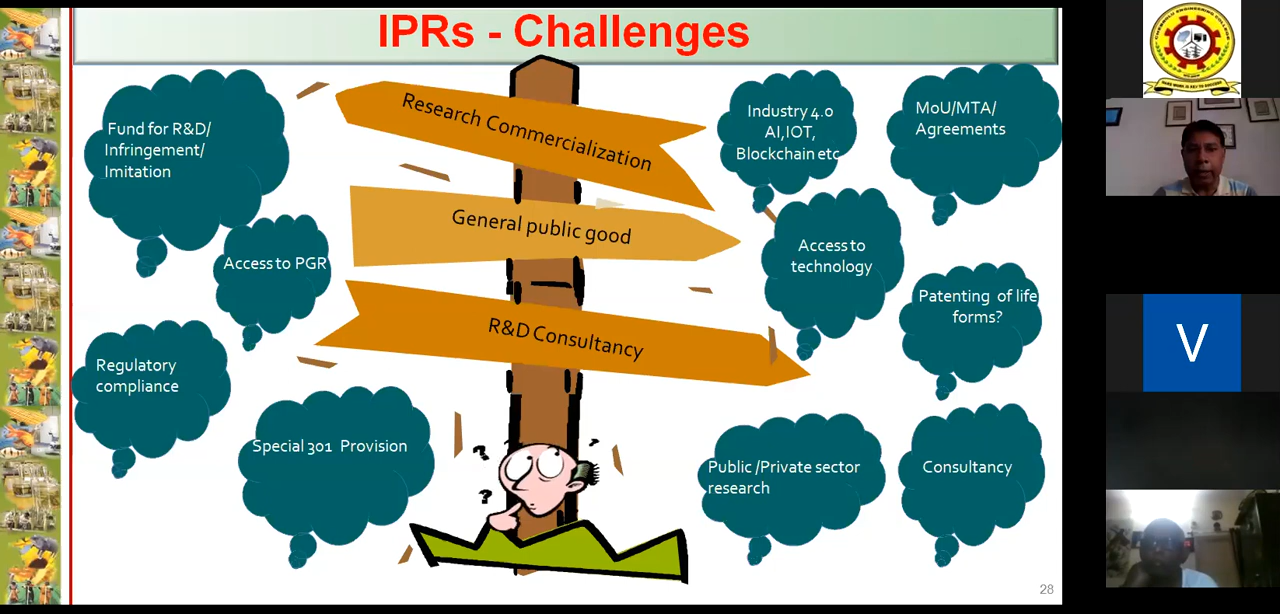 IPRs - Challenges
Research Commercialization
General public good
R&D Consultancy
Fund for R&D/
Infringement/
Imitation
Access to PGR
Regulatory
compliance
Special 301 Provision
Industry 4.0
AI,IOT,
Blockchain etc
MoU/MTA/
Agreements
Access to
technology
Patenting of life
forms?
Public /Private sector
research
Consultancy
?
?
?
28
V